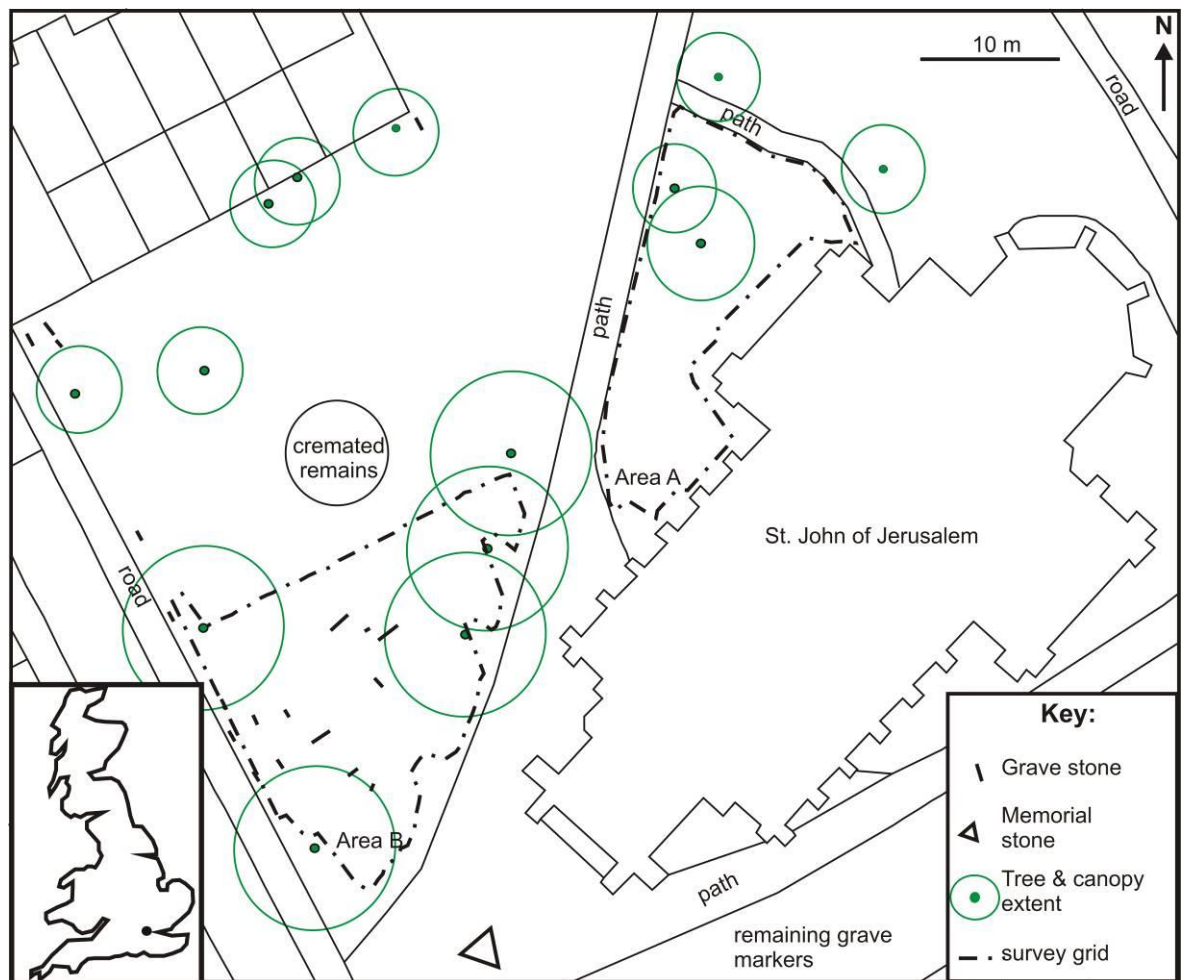 N
10 m
road
path
path
cremated
remains
Area A
St. John of Jerusalem
road
Area B
path
remaining grave
markers
Key:
Grave stone
Memorial
stone
Tree & canopy
extent
survey grid